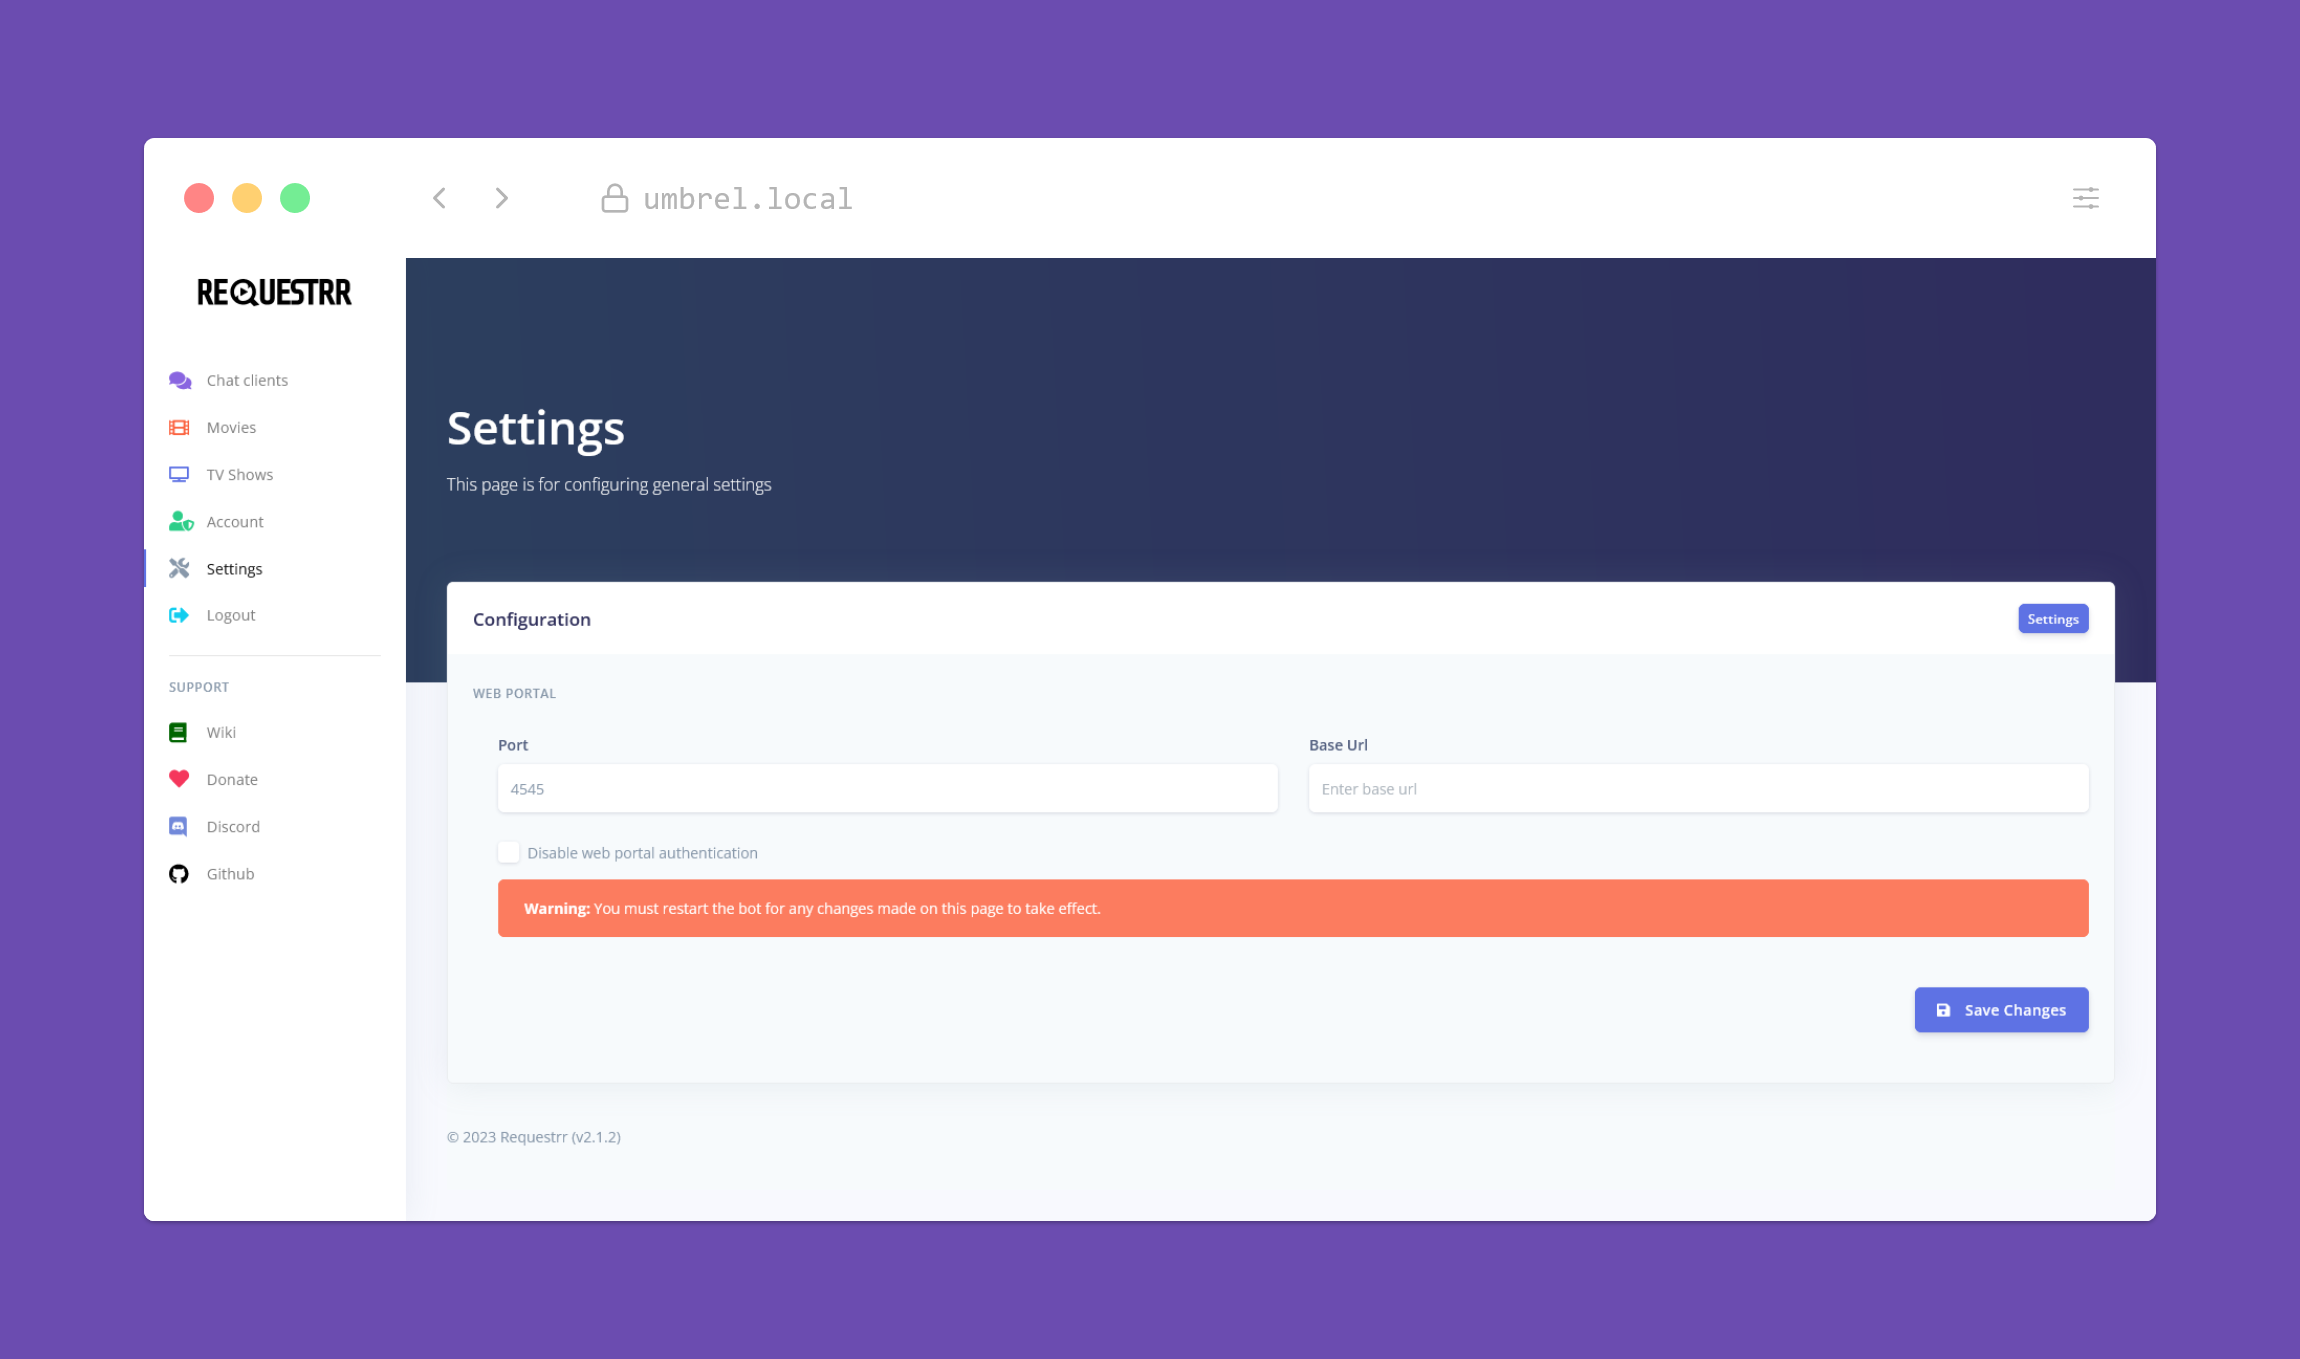 umbrel.local
REQUESTRR
Chat clients
Movies
TV Shows
Account
Settings
Logout
SUPPORT
Wiki
Donate
Discord
Github
Settings
This page is for configuring general settings
Configuration
Settings
WEB PORTAL
Port
Base Url
4545
Enter base url
Disable web portal authentication
Warning: You must restart the bot for any changes made on this page to take effect.
Save Changes
© 2023 Requestrr (v2.1.2)